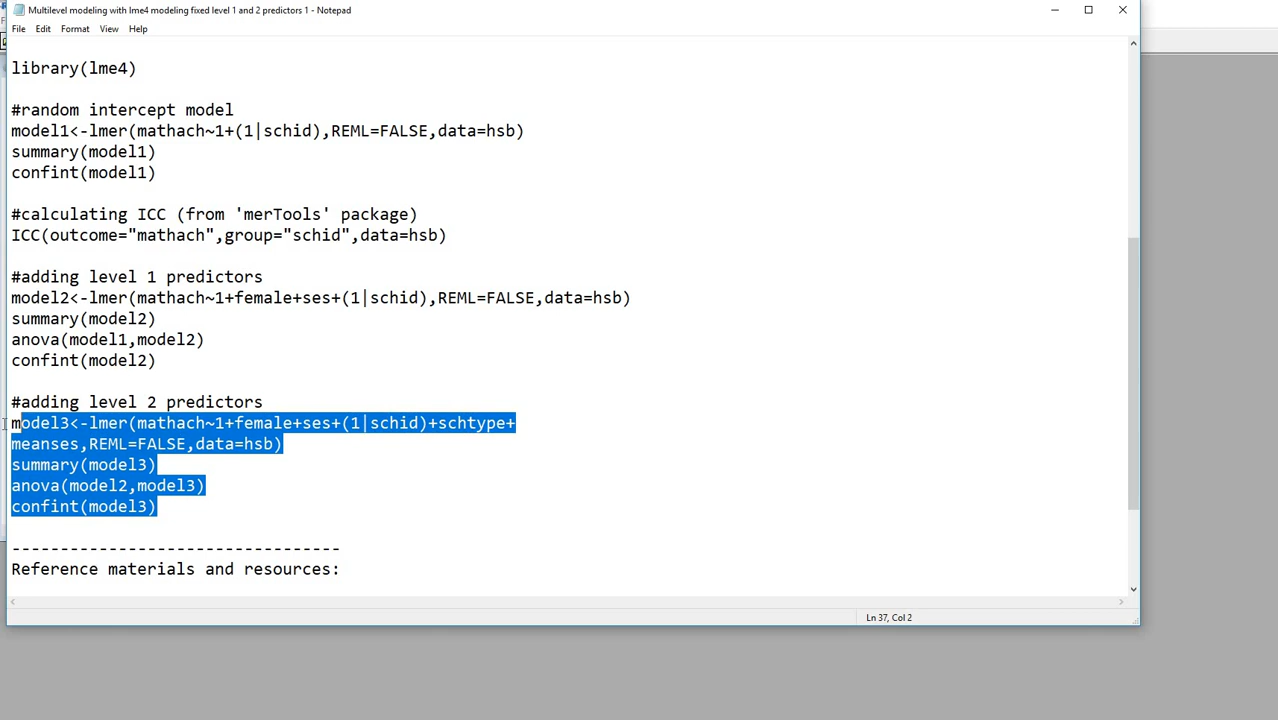 Multilevel modeling with lme4 modeling fixed level 1 and 2 predictors 1 - Notepad
File Edit Format View Help
library(lme4)
#random intercept model
model1<-lmer(mathach~1+(1|schid),REML=FALSE,data=hsb)
summary(model1)
confint(model1)
#calculating ICC (from 'merTools' package)
ICC(outcome="mathach",group="schid",data=hsb)
#adding level 1 predictors
model2<-lmer(mathach~1+female+ses+(1|schid),REML=FALSE,data=hsb)
summary(model2)
anova(model1,model2)
confint(model2)
#adding level 2 predictors
model3<-lmer(mathach~1+female+ses+(1|schid)+schtype+
meanses,REML=FALSE,data=hsb)
summary(model3)
anova(model2,model3)
confint(model3)
----------------------------------
Reference materials and resources:
Ln 37, Col 2